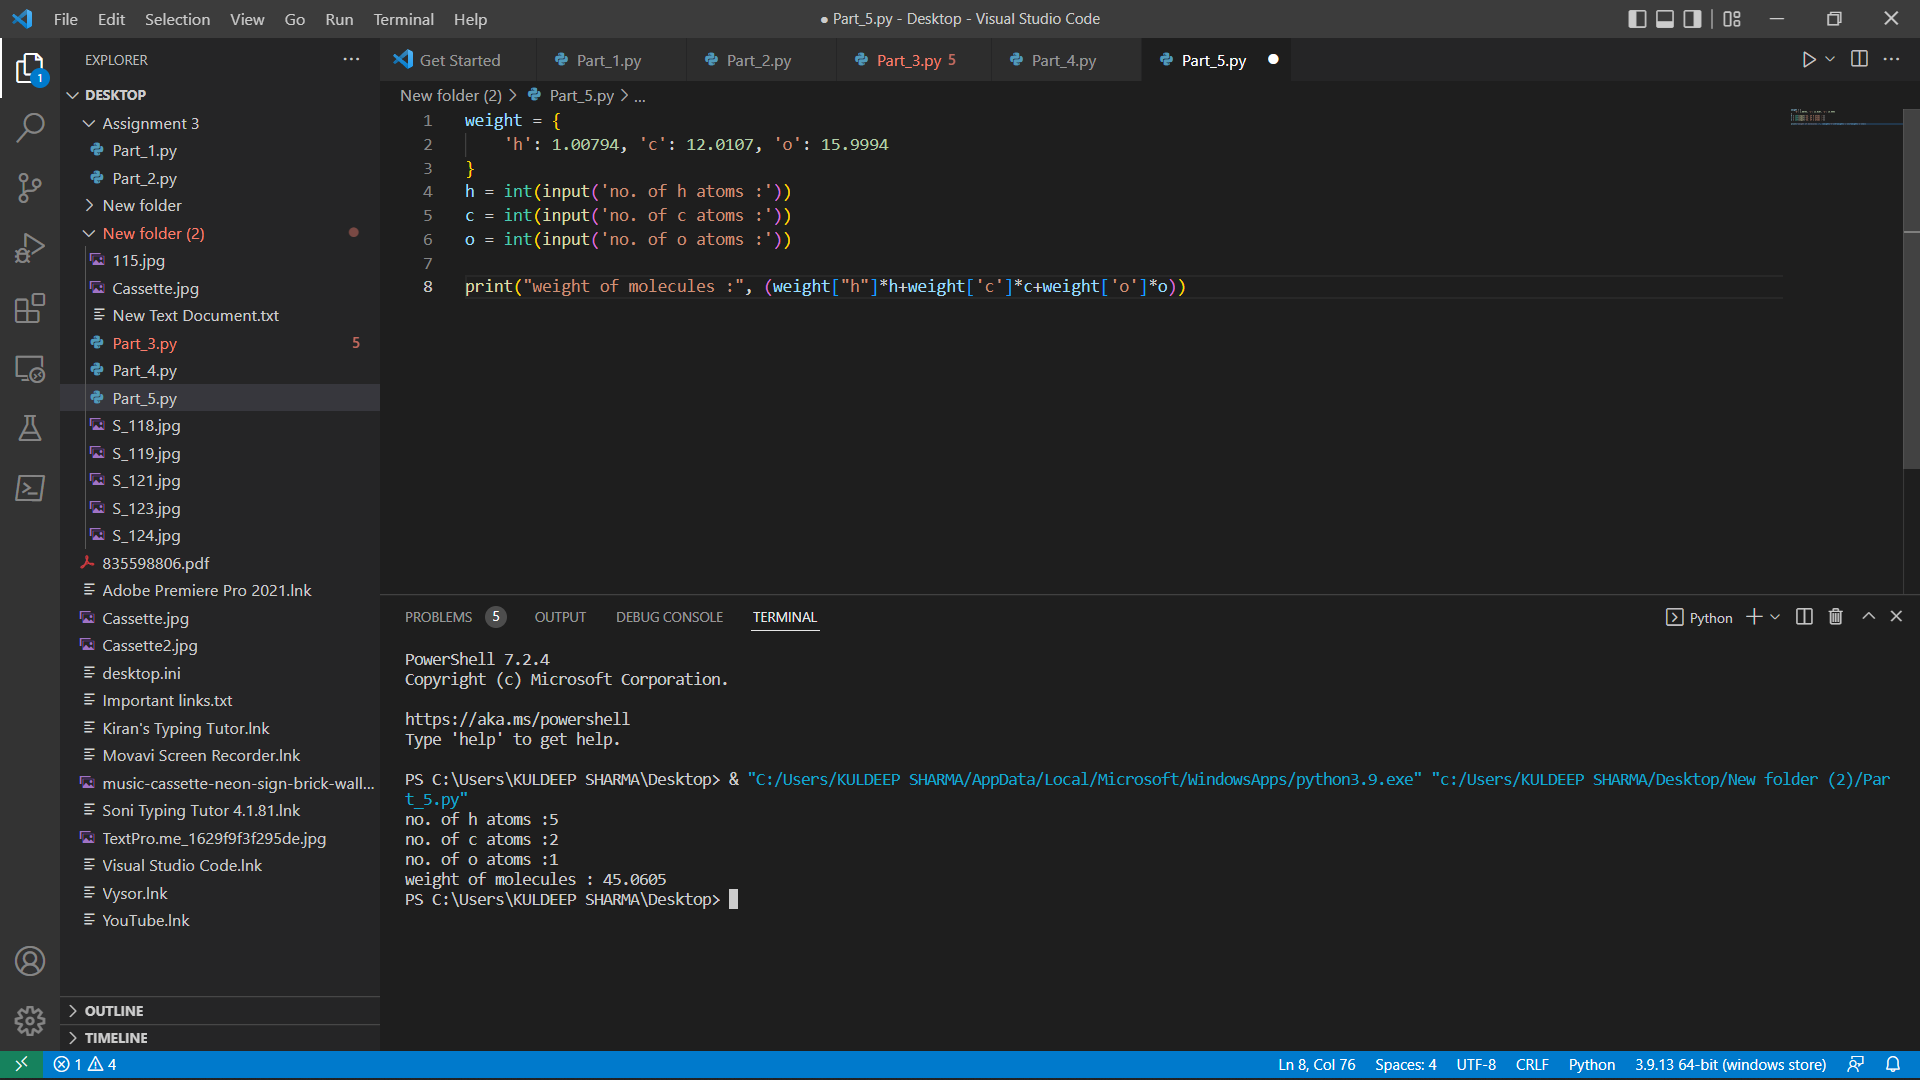 File Edit Selection View Go Run Terminal Help
● Part_5.py - Desktop - Visual Studio Code
EXPLORER
Get Started Part_1.py Part_2.py Part_3.py 5 Part_4.py Part_5.py ●
1
DESKTOP
Assignment 3
Part_1.py
Part_2.py
New folder
New folder (2)
115.jpg
Cassette.jpg
New Text Document.txt
Part_3.py 5
Part_4.py
Part_5.py
S_118.jpg
S_119.jpg
S_121.jpg
S_123.jpg
S_124.jpg
835598806.pdf
Adobe Premiere Pro 2021.lnk
Cassette.jpg
Cassette2.jpg
desktop.ini
Important links.txt
Kiran's Typing Tutor.lnk
Movavi Screen Recorder.lnk
music-cassette-neon-sign-brick-wall...
Soni Typing Tutor 4.1.81.lnk
TextPro.me_1629f9f3f295de.jpg
Visual Studio Code.lnk
Vysor.lnk
YouTube.lnk
OUTLINE
TIMELINE
New folder (2) > Part_5.py > ...
1 weight = {
2     'h': 1.00794, 'c': 12.0107, 'o': 15.9994
3 }
4 h = int(input('no. of h atoms :'))
5 c = int(input('no. of c atoms :'))
6 o = int(input('no. of o atoms :'))
7
8 print("weight of molecules :", (weight["h"]*h+weight['c']*c+weight['o']*o))
PROBLEMS 5 OUTPUT DEBUG CONSOLE TERMINAL
Python
PowerShell 7.2.4
Copyright (c) Microsoft Corporation.
https://aka.ms/powershell
Type 'help' to get help.
PS C:\Users\KULDEEP SHARMA\Desktop> & "C:/Users/KULDEEP SHARMA/AppData/Local/Microsoft/WindowsApps/python3.9.exe" "c:/Users/KULDEEP SHARMA/Desktop/New folder (2)/Par
t_5.py"
no. of h atoms :5
no. of c atoms :2
no. of o atoms :1
weight of molecules : 45.0605
PS C:\Users\KULDEEP SHARMA\Desktop>
1 4
Ln 8, Col 76 Spaces: 4 UTF-8 CRLF Python 3.9.13 64-bit (windows store)